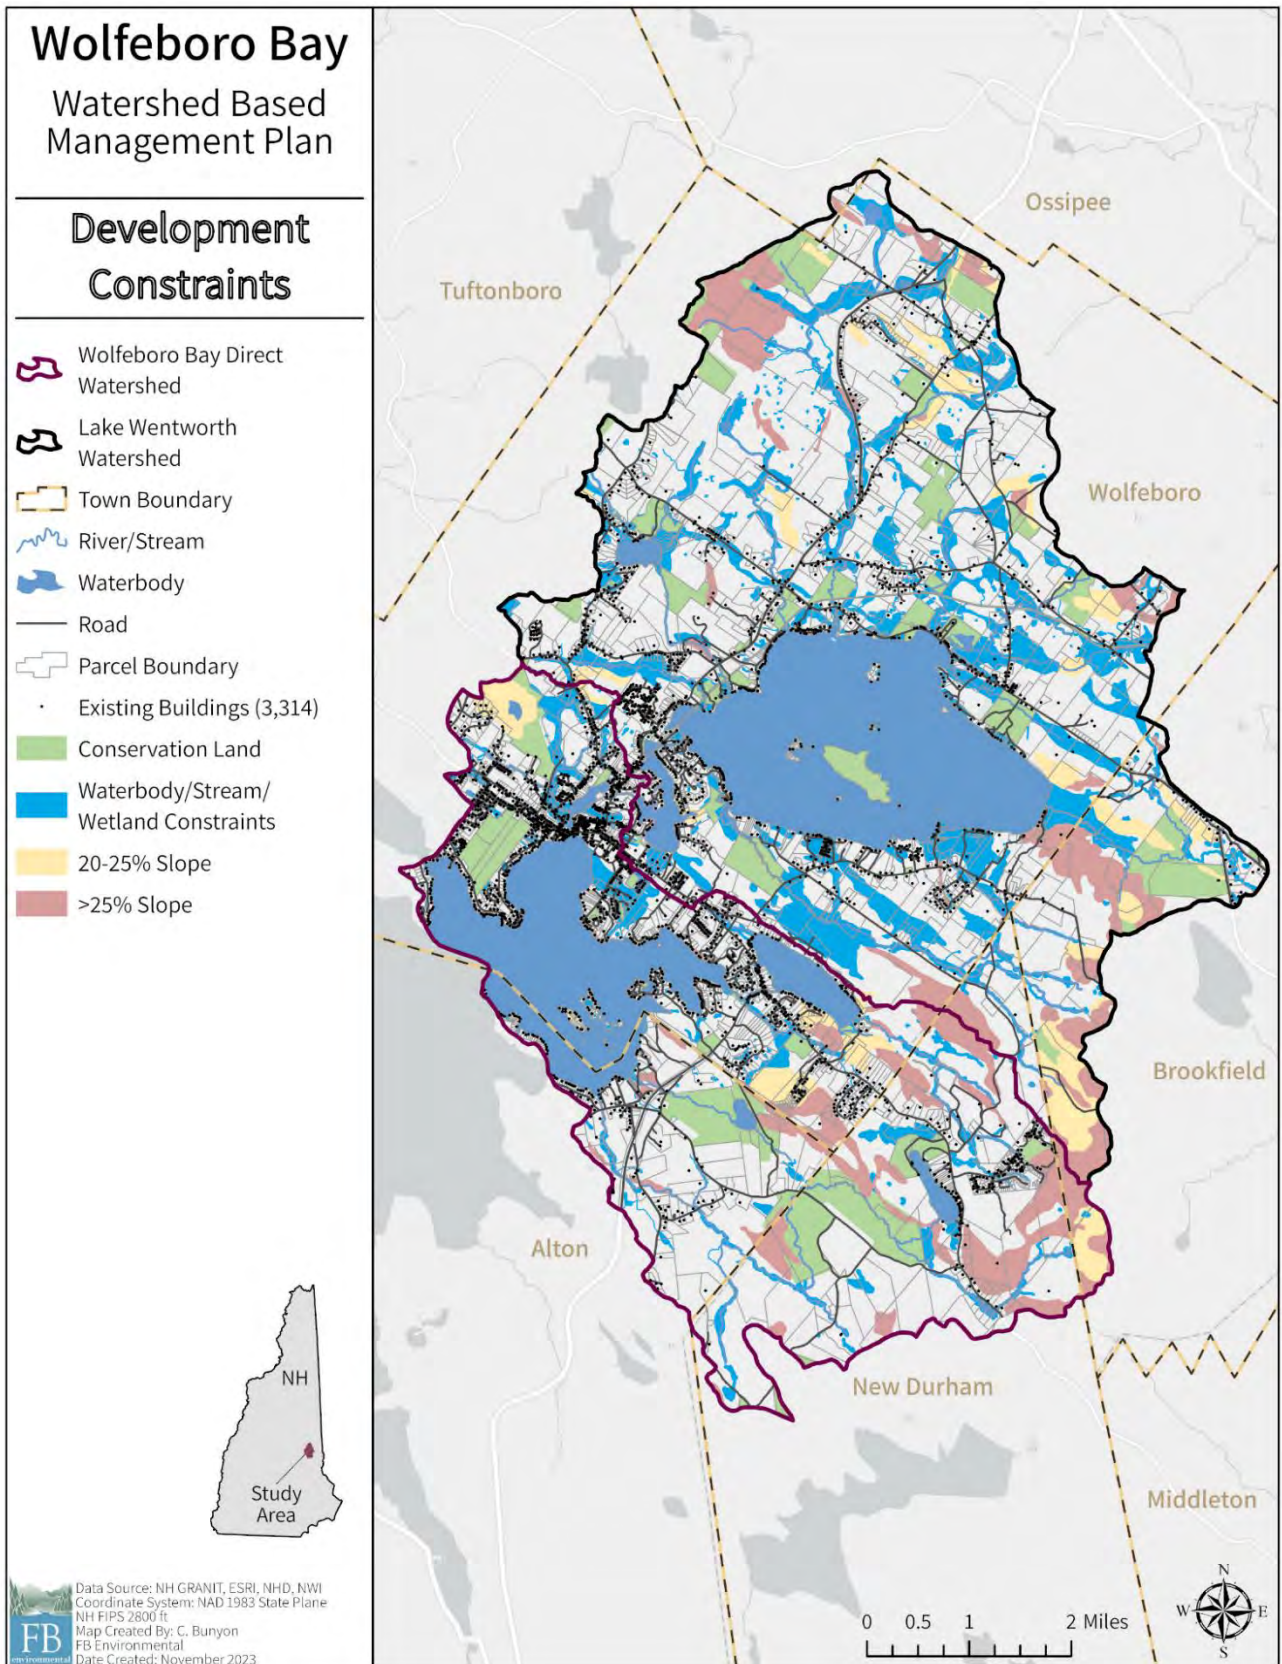 Wolfeboro Bay
Watershed Based
Management Plan
Development
Constraints
Wolfeboro Bay Direct
Watershed
Lake Wentworth
Watershed
Town Boundary
River/Stream
Waterbody
Road
Parcel Boundary
Existing Buildings (3,314)
Conservation Land
Waterbody/Stream/
Wetland Constraints
20-25% Slope
>25% Slope
NH
Study
Area
FB
environmental
Data Source: NH GRANIT, ESRI, NHD, NWI
Coordinate System: NAD 1983 State Plane
NH FIPS 2800 ft
Map Created By: C. Bunyon
FB Environmental
Date Created: November 2023
Ossipee
Tuftonboro
Wolfeboro
Brookfield
Alton
New Durham
Middleton
0 0.5 1 2 Miles
N
W E
S